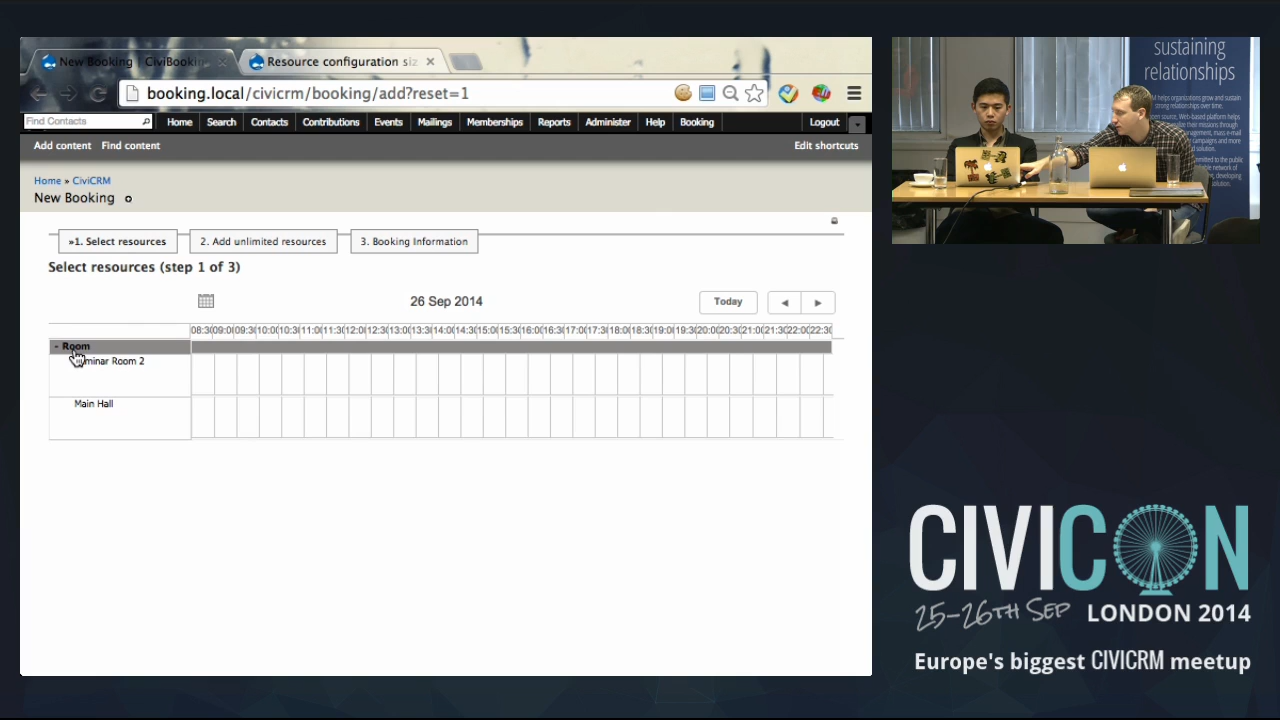 New Booking | CiviBookin
Resource configuration siz
booking.local/civicrm/booking/add?reset=1
Find Contacts
Home Search Contacts Contributions Events Mailings Memberships Reports Administer Help Booking Logout
Add content Find content Edit shortcuts
Home » CiviCRM
New Booking
»1. Select resources 2. Add unlimited resources 3. Booking Information
Select resources (step 1 of 3)
26 Sep 2014
Today
- Room
minar Room 2
Main Hall
sustaining
relationships
CIVICON
25-26TH SEP LONDON 2014
Europe's biggest CIVICRM meetup